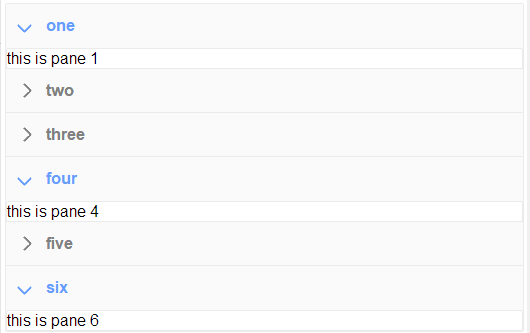 one
this is pane 1
two
three
four
this is pane 4
five
six
this is pane 6